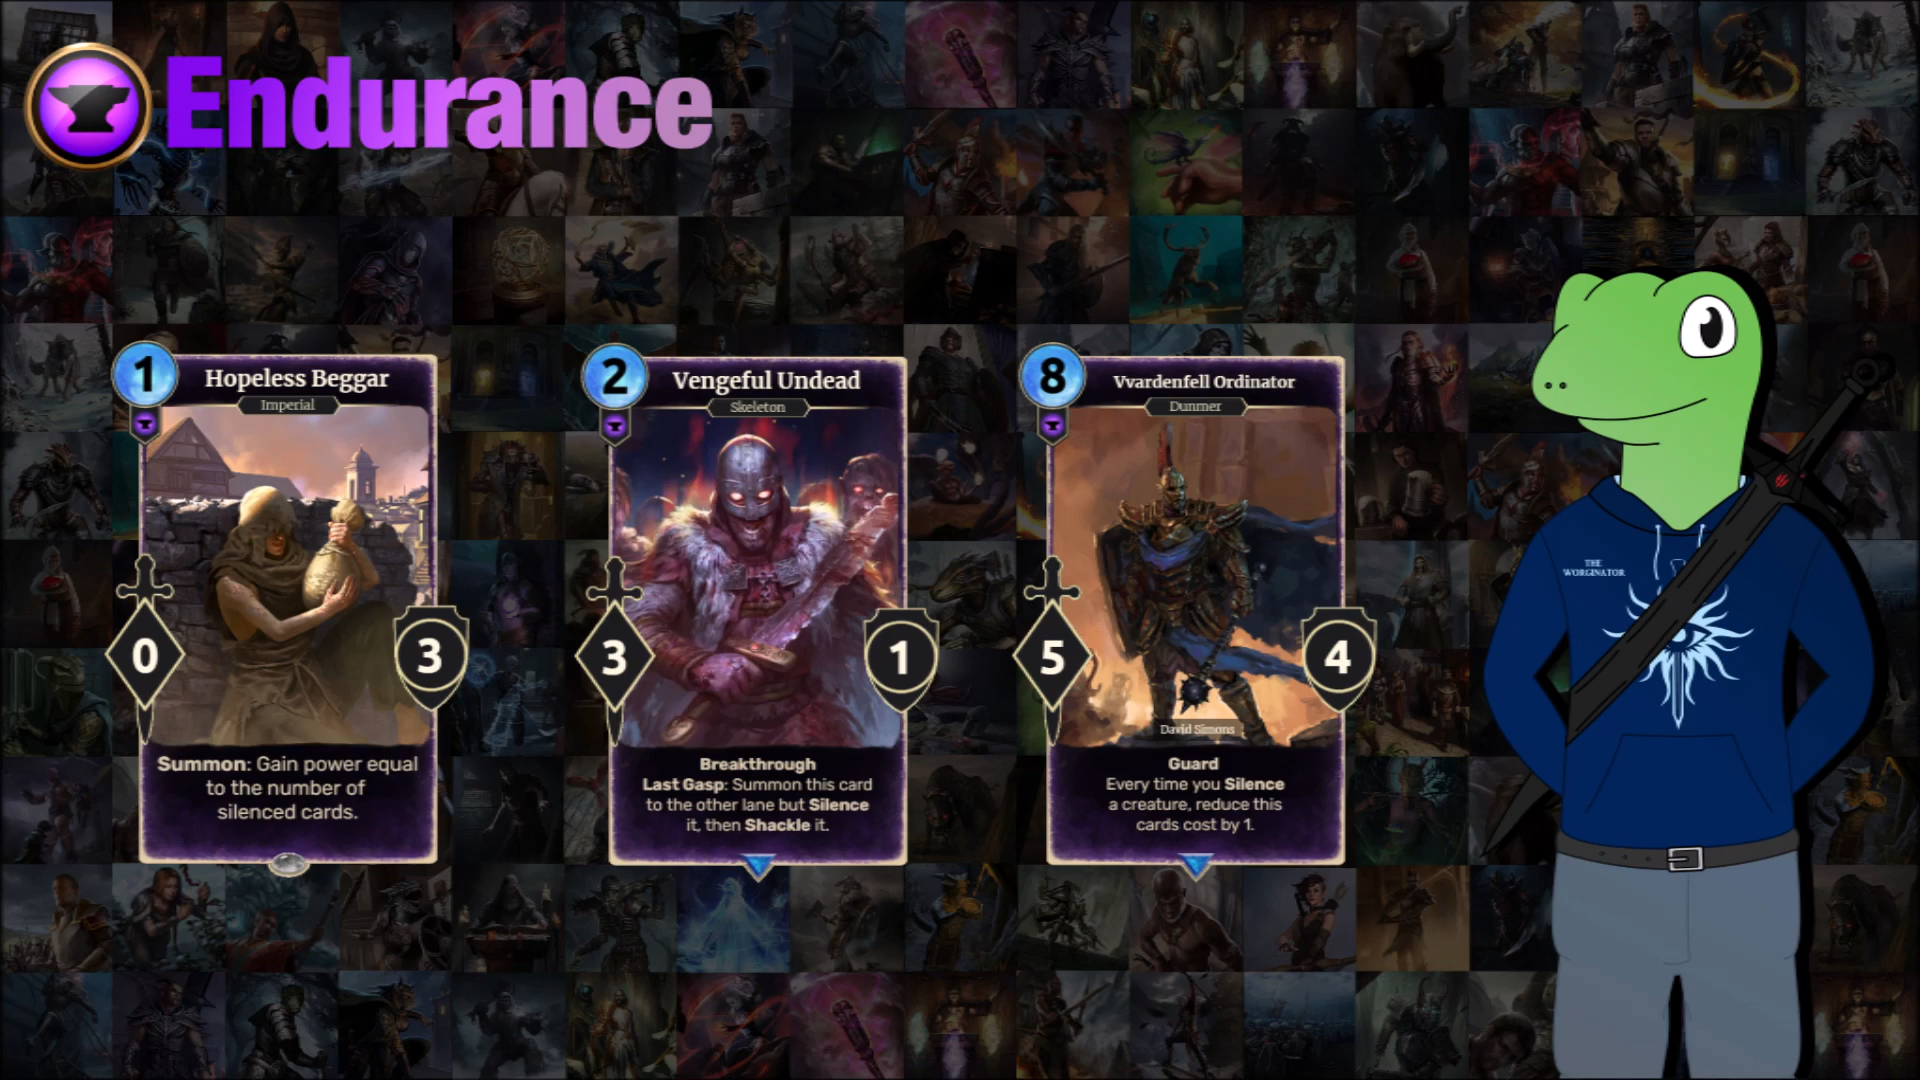 Endurance
1
Hopeless Beggar
Imperial
0
3
Summon: Gain power equal
to the number of
silenced cards.
2
Vengeful Undead
Skeleton
3
1
Breakthrough
Last Gasp: Summon this card
to the other lane but Silence
it, then Shackle it.
8
Vvardenfell Ordinator
Dunmer
5
4
David Simons
Guard
Every time you Silence
a creature, reduce this
cards cost by 1.
THE
WORGINATOR